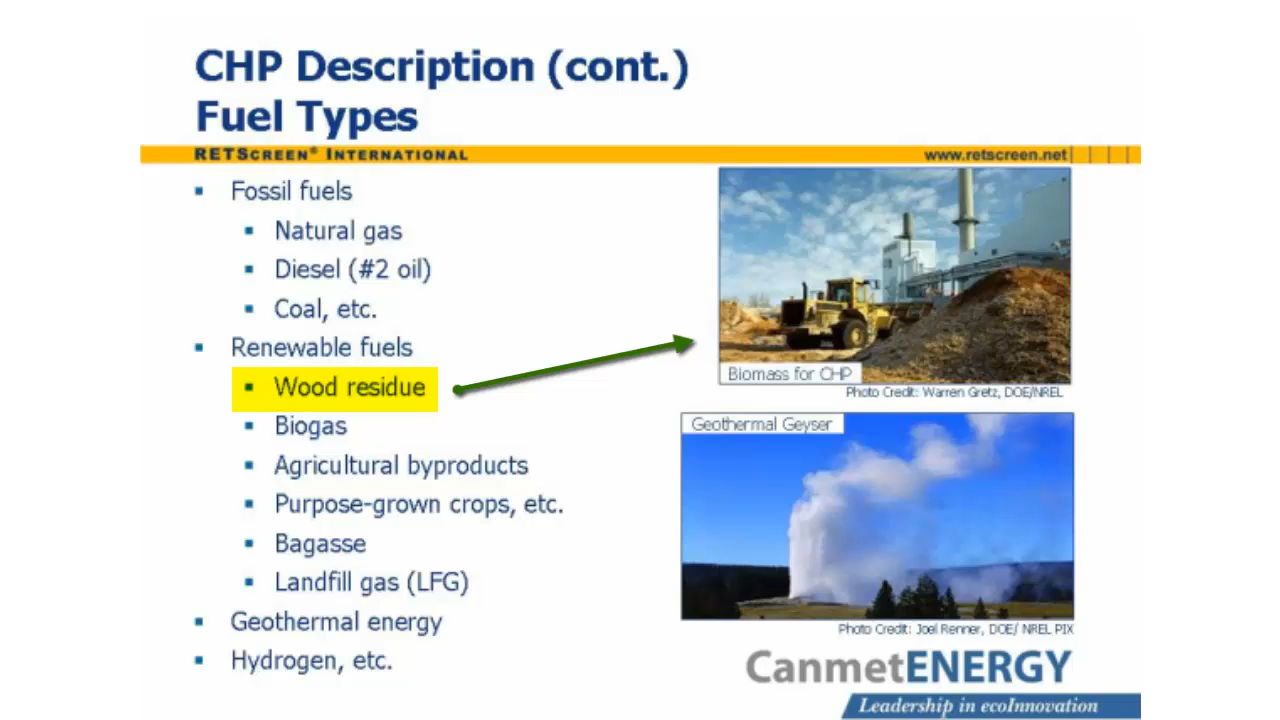 CHP Description (cont.)
Fuel Types
RETScreen® International
www.retscreen.net
▪ Fossil fuels
▪ Natural gas
▪ Diesel (#2 oil)
▪ Coal, etc.
▪ Renewable fuels
▪ Wood residue
▪ Biogas
▪ Agricultural byproducts
▪ Purpose-grown crops, etc.
▪ Bagasse
▪ Landfill gas (LFG)
▪ Geothermal energy
▪ Hydrogen, etc.
Biomass for CHP
Photo Credit: Warren Gretz, DOE/NREL
Geothermal Geyser
Photo Credit: Joel Renner, DOE/ NREL PIX
CanmetENERGY
Leadership in ecoInnovation